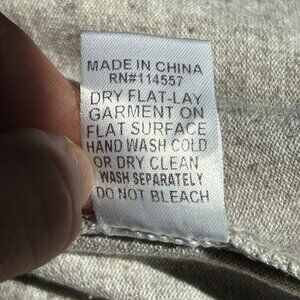 MADE IN CHINA
RN#114557
DRY FLAT-LAY
GARMENT ON
FLAT SURFACE
HAND WASH COLD
OR DRY CLEAN
WASH SEPARATELY
DO NOT BLEACH